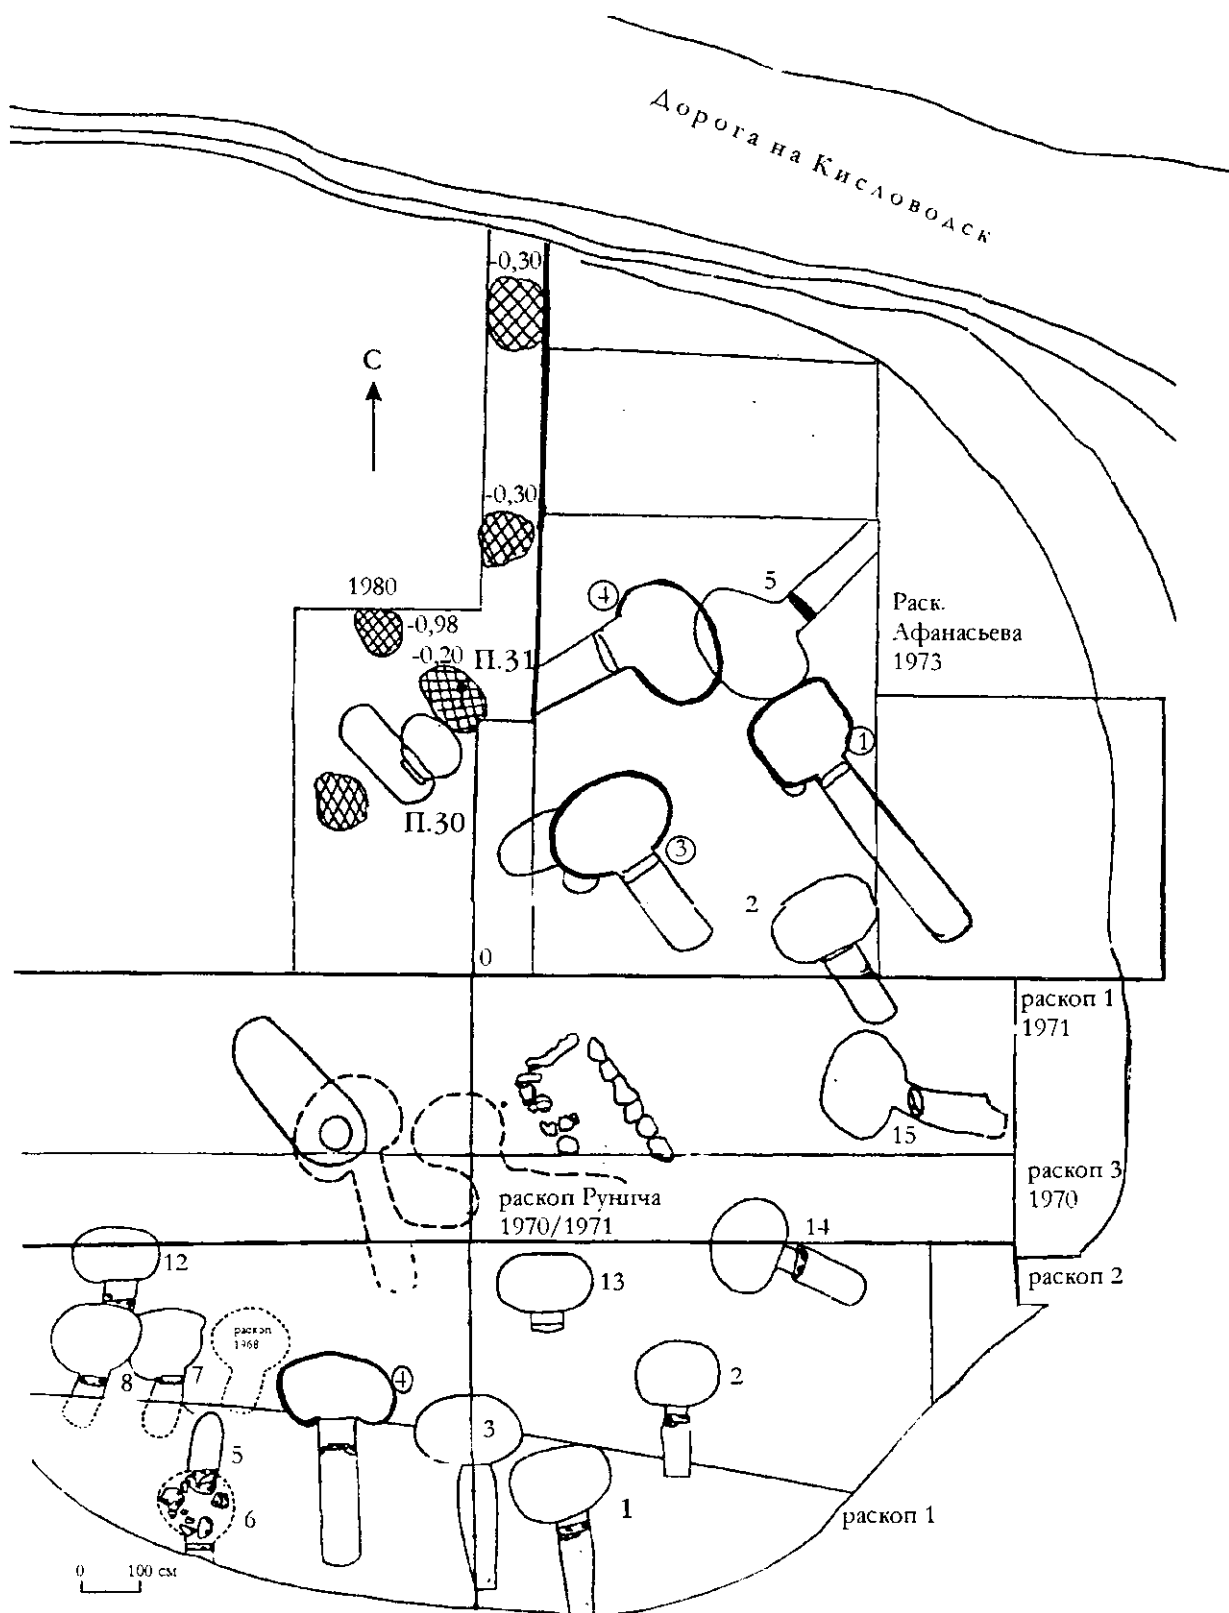 Дорога на Кисловодск
-0,30
С
-0,30
1980
-0,98
-0,20
П.31
4
5
Раск.
Афанасьева
1973
1
П.30
3
2
0
раскоп 1
1971
15
раскоп 3
1970
раскоп Рунича
1970/1971
14
12
13
раскоп 2
раскоп
1968
8
7
4
2
3
5
6
1
раскоп 1
0
100 см